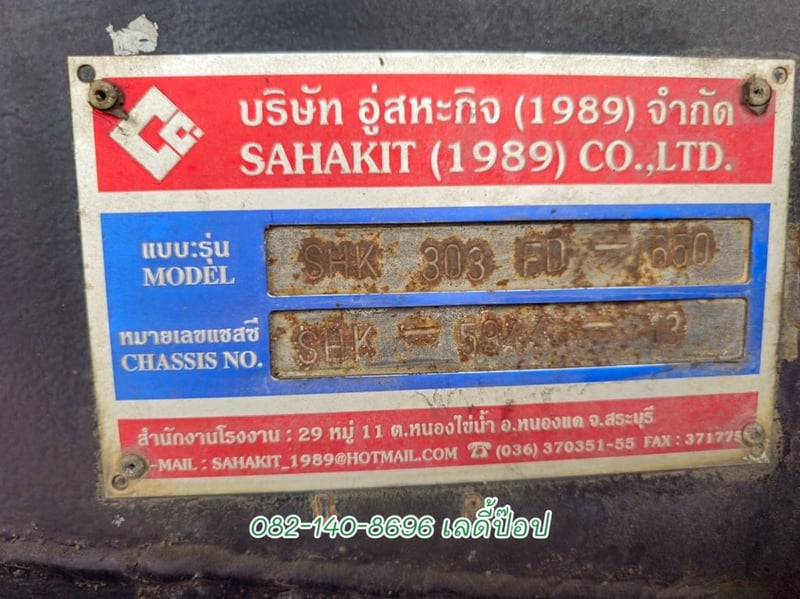 บริษัท อู่สหะกิจ (1989) จำกัด
SAHAKIT (1989) CO.,LTD.
แบบ:รุ่น
MODEL
SHK 303 FD - 660
หมายเลขแชสซี
CHASSIS NO.
SHK - - 13
สำนักงานโรงงาน : 29 หมู่ 11 ต.หนองไข่น้ำ อ.หนองแค จ.สระบุรี
-MAIL : SAHAKIT_1989@HOTMAIL.COM ☎ (036) 370351-55 FAX : 371775
082-140-8696 เลดี้ป๊อป